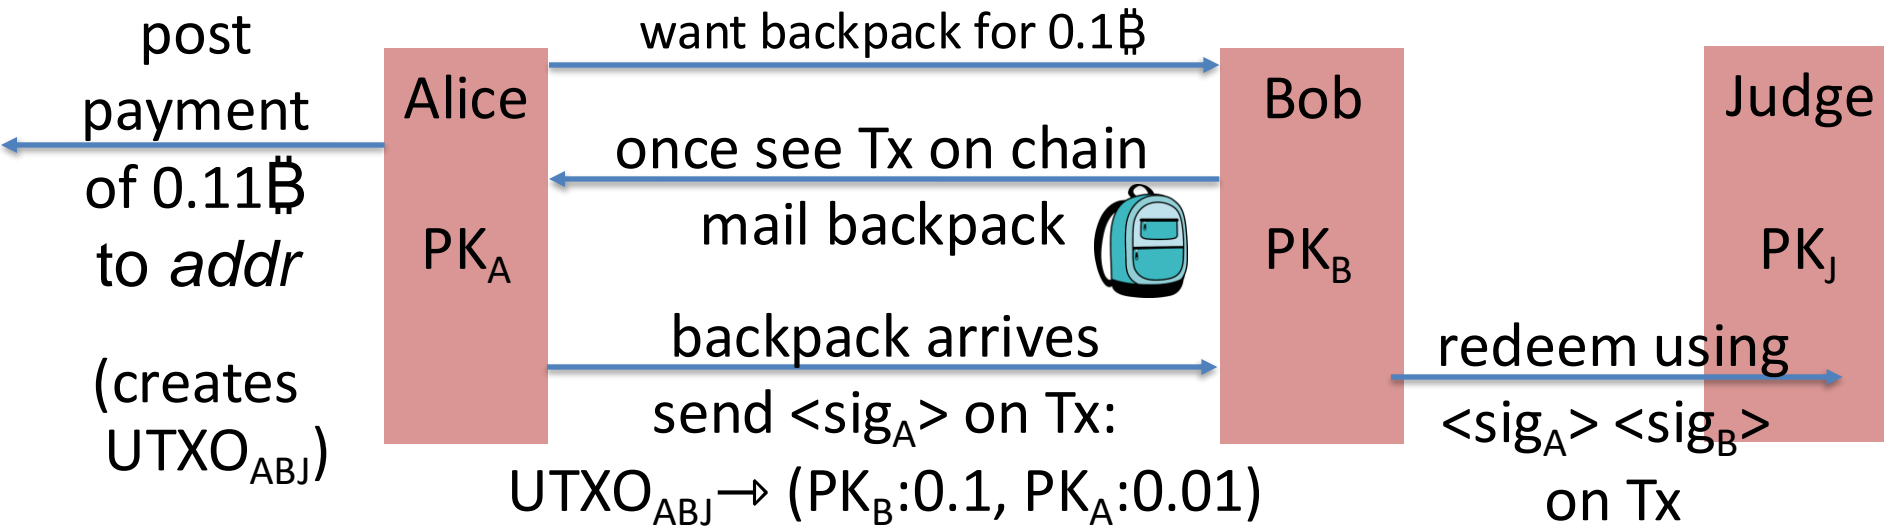 post
payment
of 0.11₿
to addr
(creates
UTXO_ABJ)
Alice
PK_A
want backpack for 0.1₿
once see Tx on chain
mail backpack
backpack arrives
send <sig_A> on Tx:
UTXO_ABJ→ (PK_B:0.1, PK_A:0.01)
Bob
PK_B
Judge
PK_J
redeem using
<sig_A> <sig_B>
on Tx